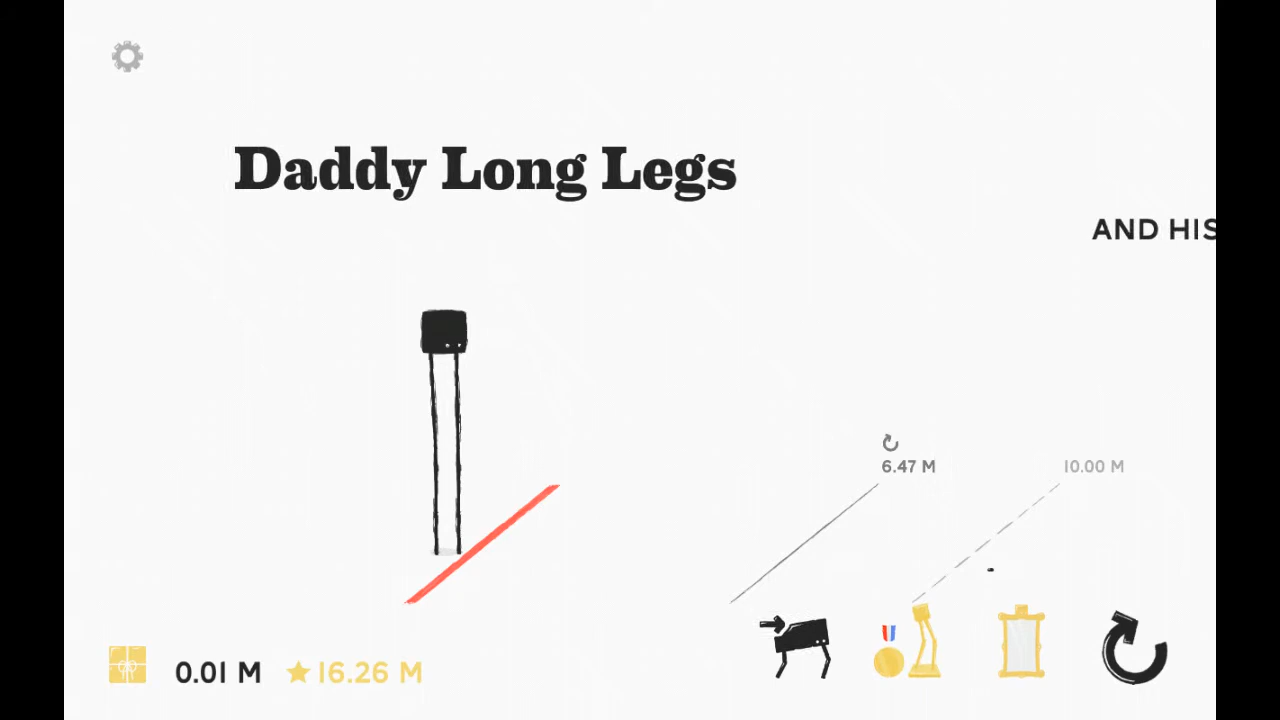 Daddy Long Legs
AND HIS
6.47 M
10.00 M
0.01 M
16.26 M